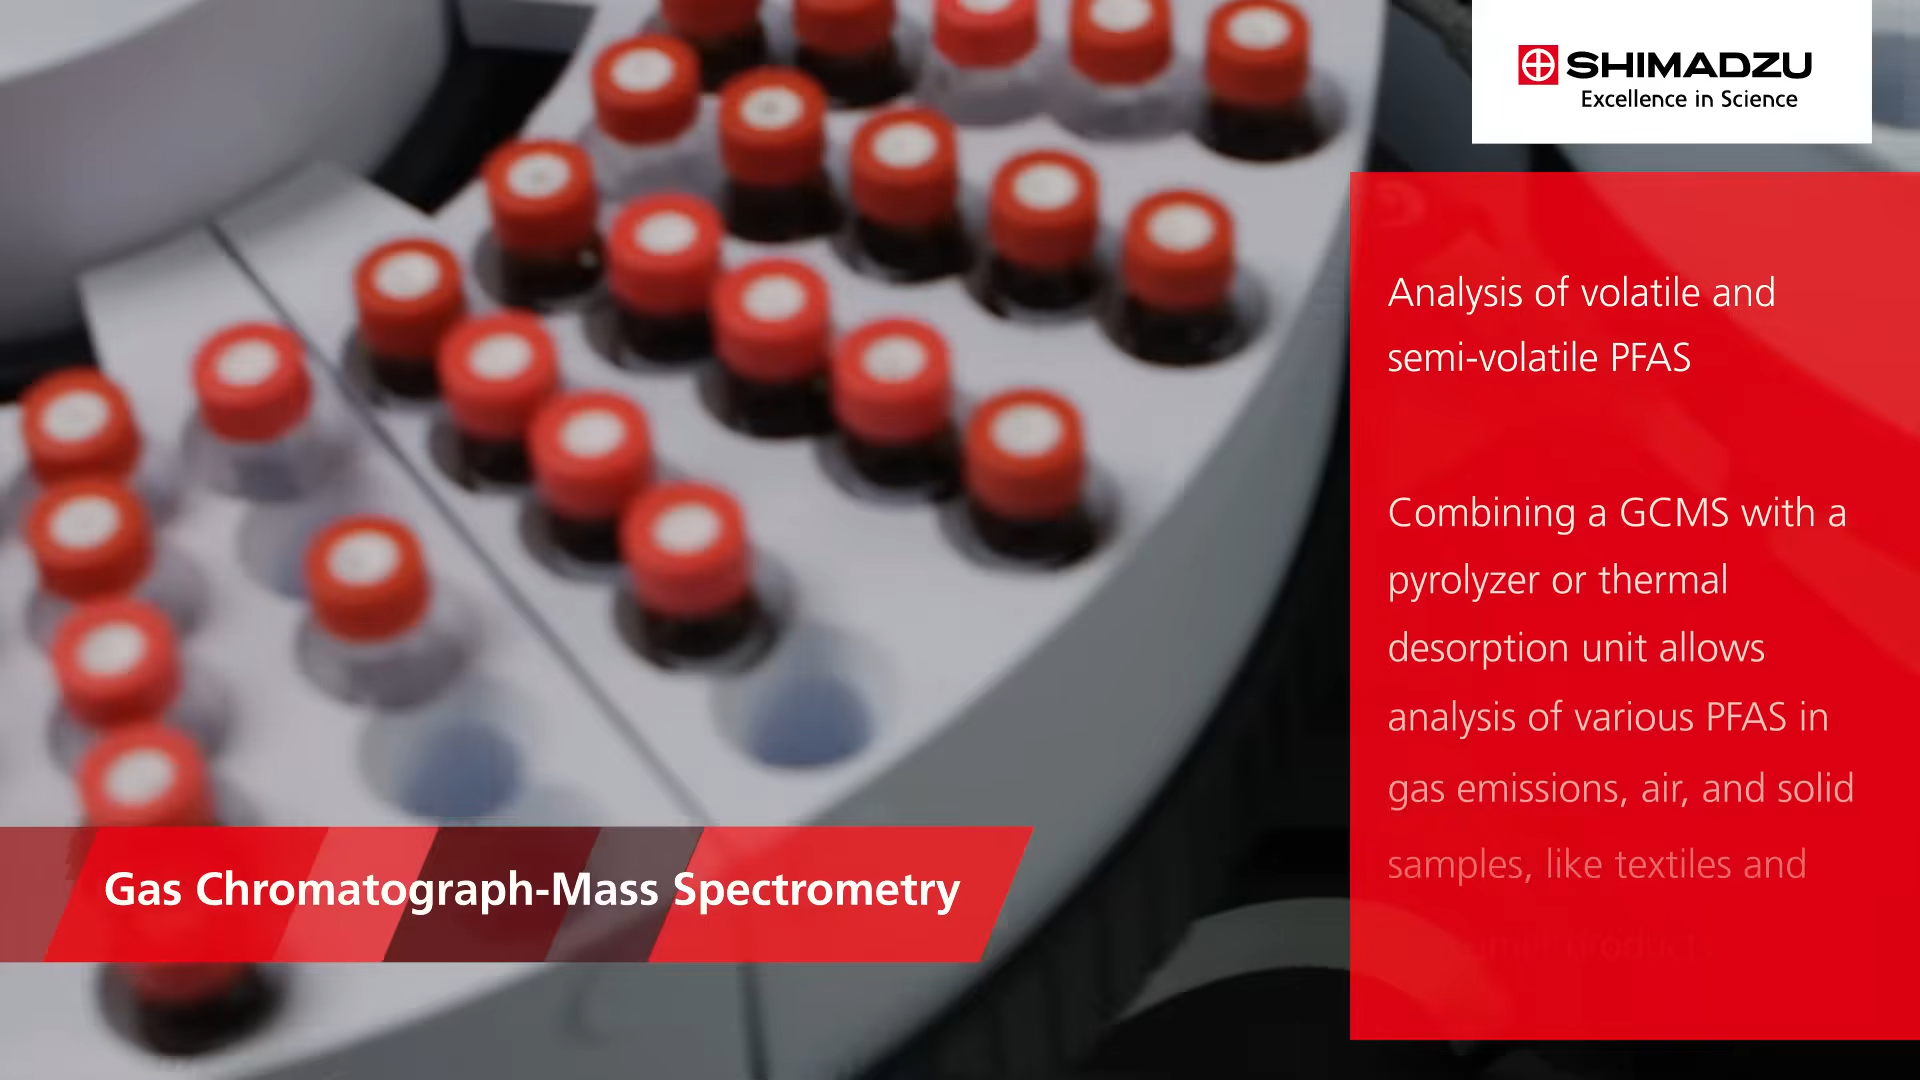 SHIMADZU
Excellence in Science
Analysis of volatile and
semi-volatile PFAS
Combining a GCMS with a
pyrolyzer or thermal
desorption unit allows
analysis of various PFAS in
gas emissions, air, and solid
samples, like textiles and
Gas Chromatograph-Mass Spectrometry